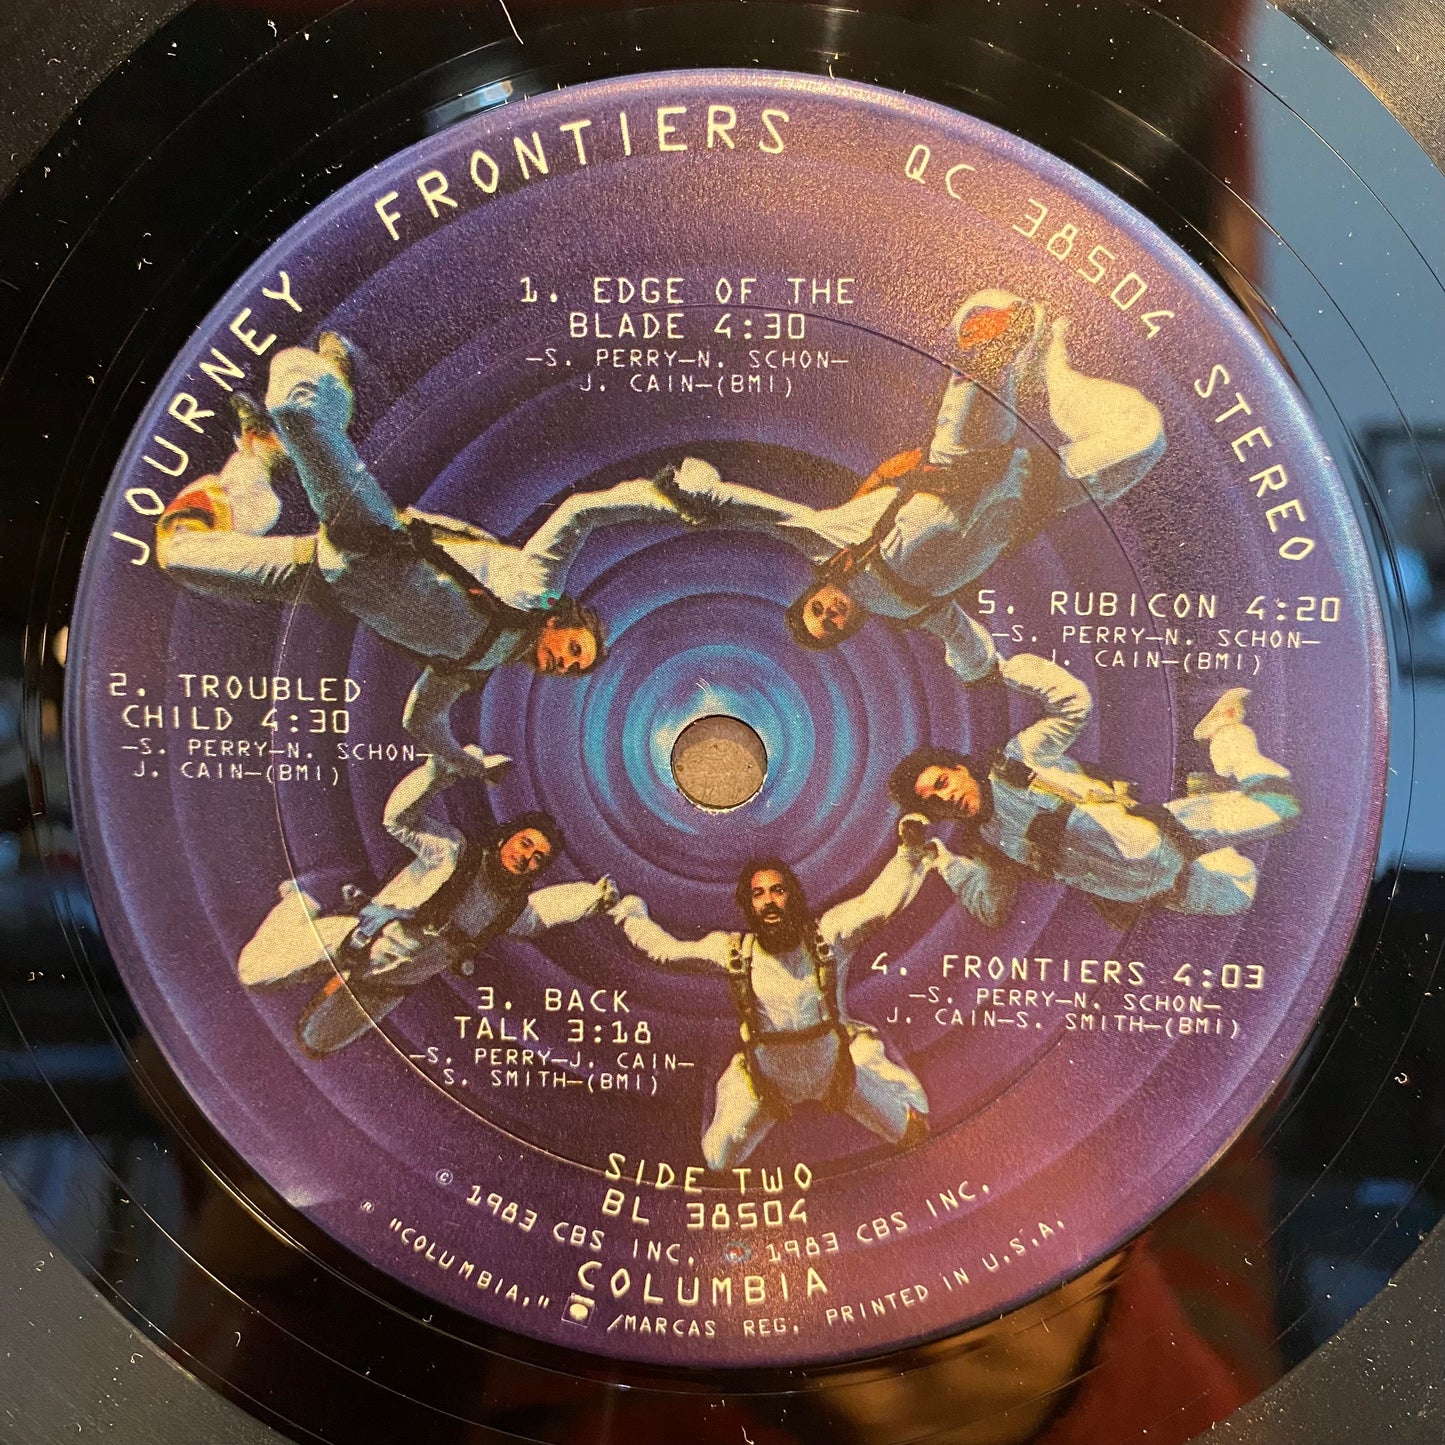 JOURNEY FRONTIERS QC 38504 STEREO
1. EDGE OF THE
BLADE 4:30
—S. PERRY—N. SCHON—
J. CAIN—(BMI)
2. TROUBLED
CHILD 4:30
—S. PERRY—N. SCHON—
J. CAIN—(BMI)
3. BACK
TALK 3:18
—S. PERRY—J. CAIN—
S. SMITH—(BMI)
4. FRONTIERS 4:03
—S. PERRY—N. SCHON—
J. CAIN—S. SMITH—(BMI)
5. RUBICON 4:20
—S. PERRY—N. SCHON—
J. CAIN—(BMI)
SIDE TWO
BL 38504
© 1983 CBS INC. ℗ 1983 CBS INC.
COLUMBIA
® "COLUMBIA," /MARCAS REG. PRINTED IN U.S.A.